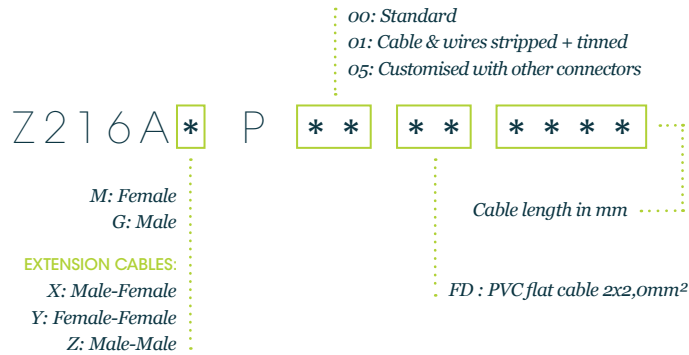 00: Standard
01: Cable & wires stripped + tinned
05: Customised with other connectors
Z216A* P ** ** ****
M: Female
G: Male
Cable length in mm
EXTENSION CABLES:
X: Male-Female
FD : PVC flat cable 2x2,0mm²
Y: Female-Female
Z: Male-Male